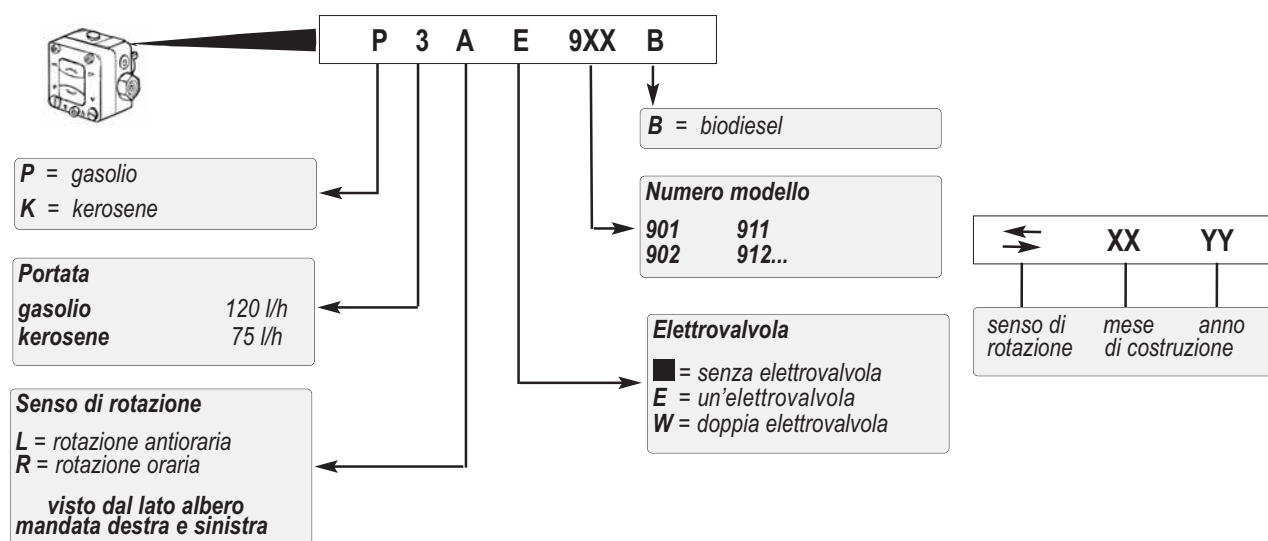 P 3 A E 9XX B
B = biodiesel
P = gasolio
K = kerosene
Numero modello
901 911
902 912...
XX YY
Portata
gasolio 120 l/h
kerosene 75 l/h
senso di rotazione
mese anno
di costruzione
Elettrovalvola
■ = senza elettrovalvola
E = un'elettrovalvola
W = doppia elettrovalvola
Senso di rotazione
L = rotazione antioraria
R = rotazione oraria
visto dal lato albero
mandata destra e sinistra